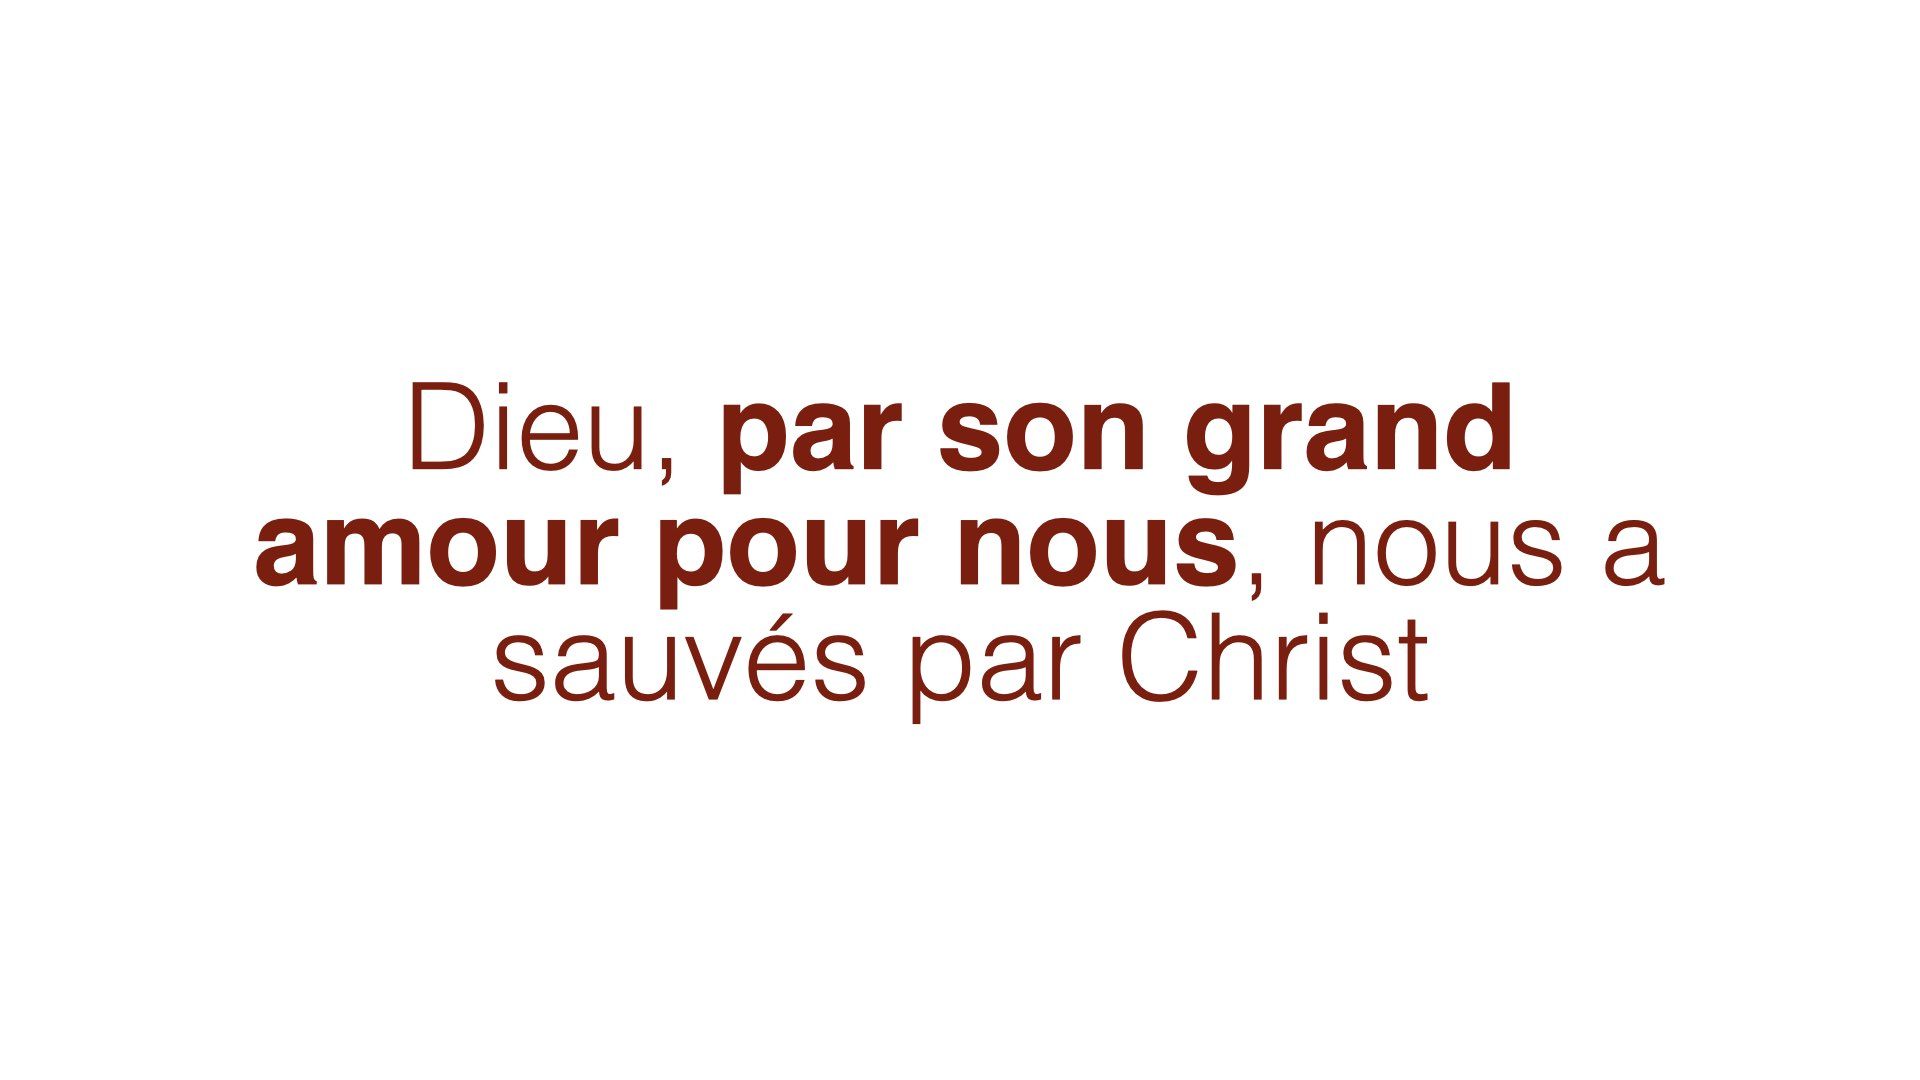 Dieu, par son grand
amour pour nous, nous a
sauvés par Christ